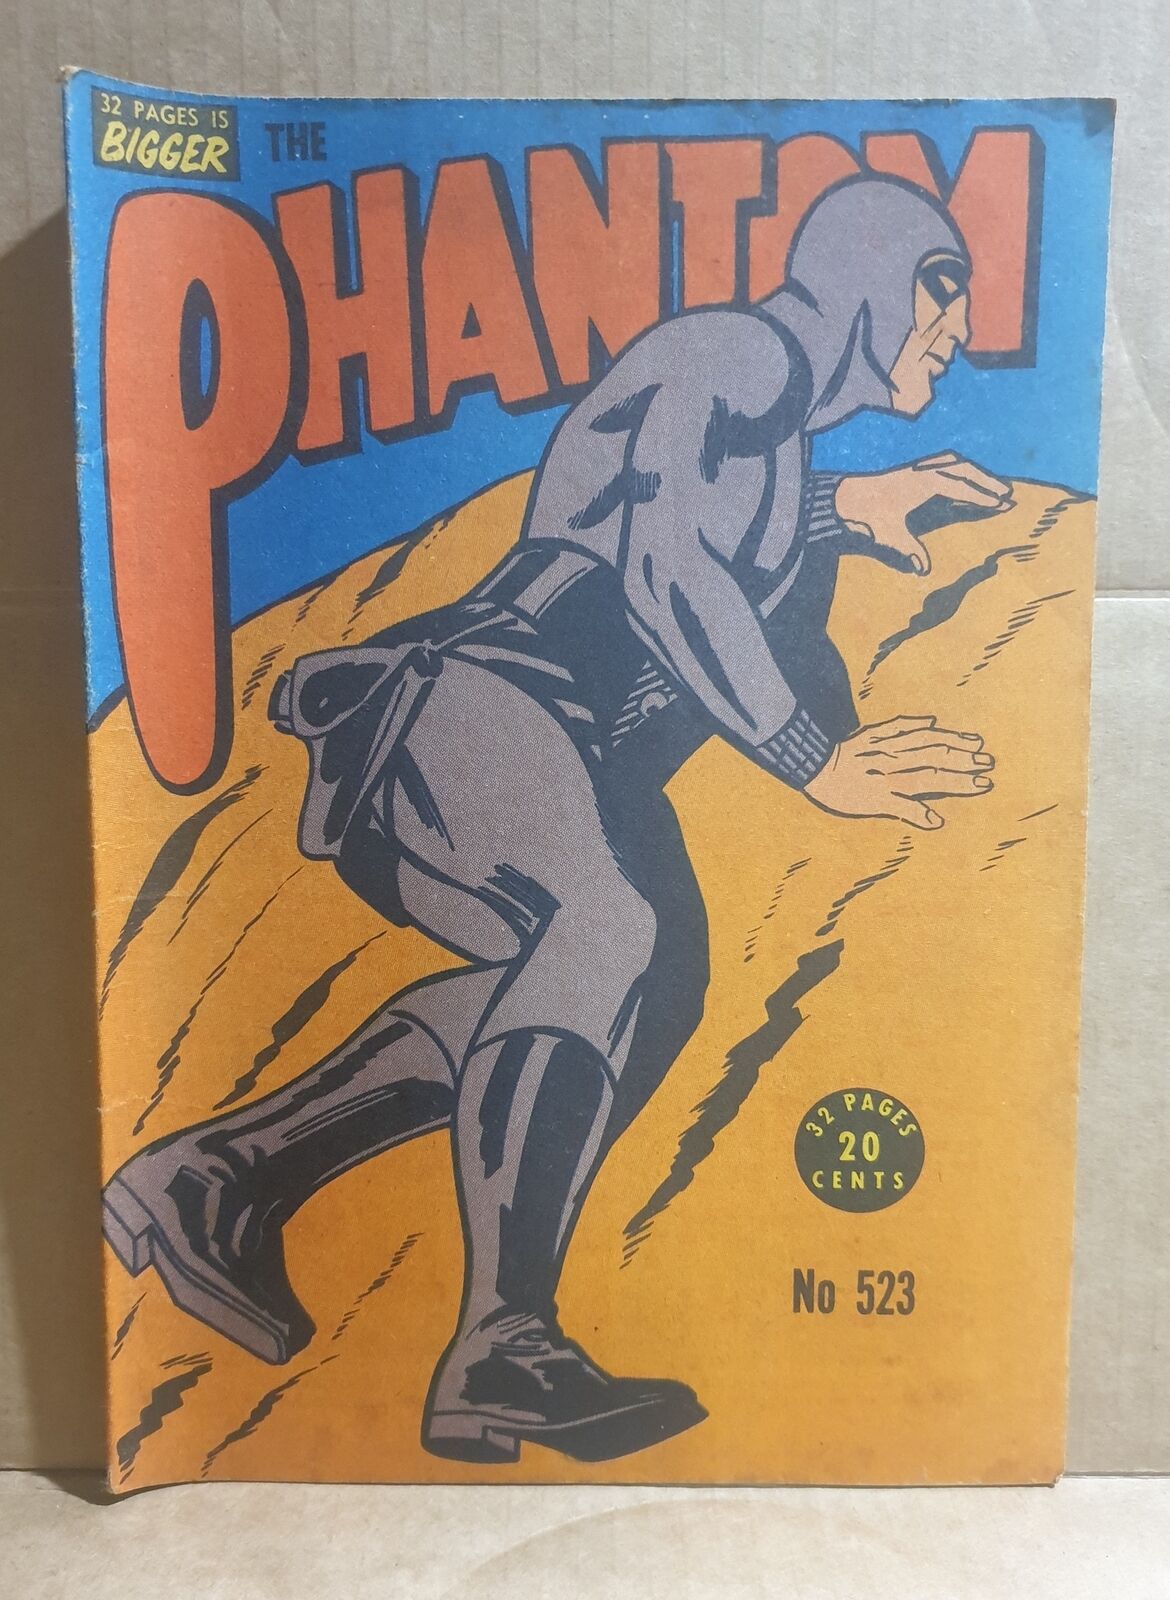 32 PAGES IS
BIGGER
THE
PHANTOM
32 PAGES
20
CENTS
No 523